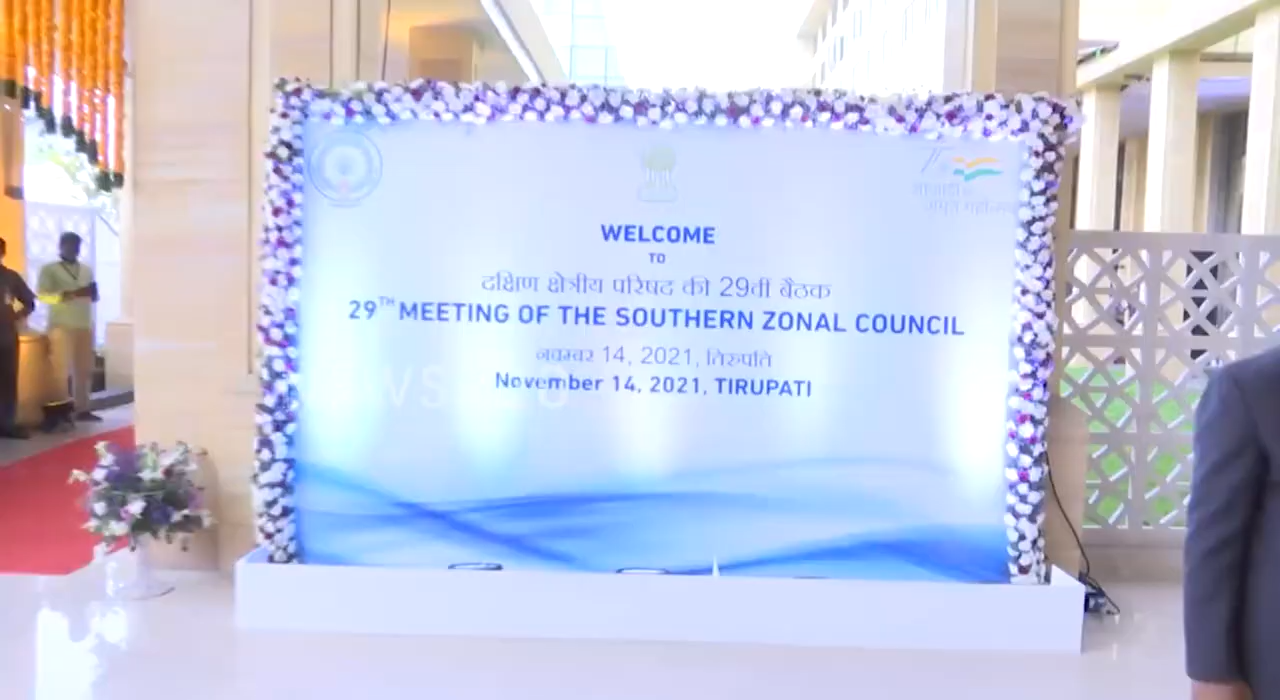 WELCOME
TO
दक्षिण क्षेत्रीय परिषद की 29वीं बैठक
29TH MEETING OF THE SOUTHERN ZONAL COUNCIL
नवम्बर 14, 2021, तिरुपति
November 14, 2021, TIRUPATI